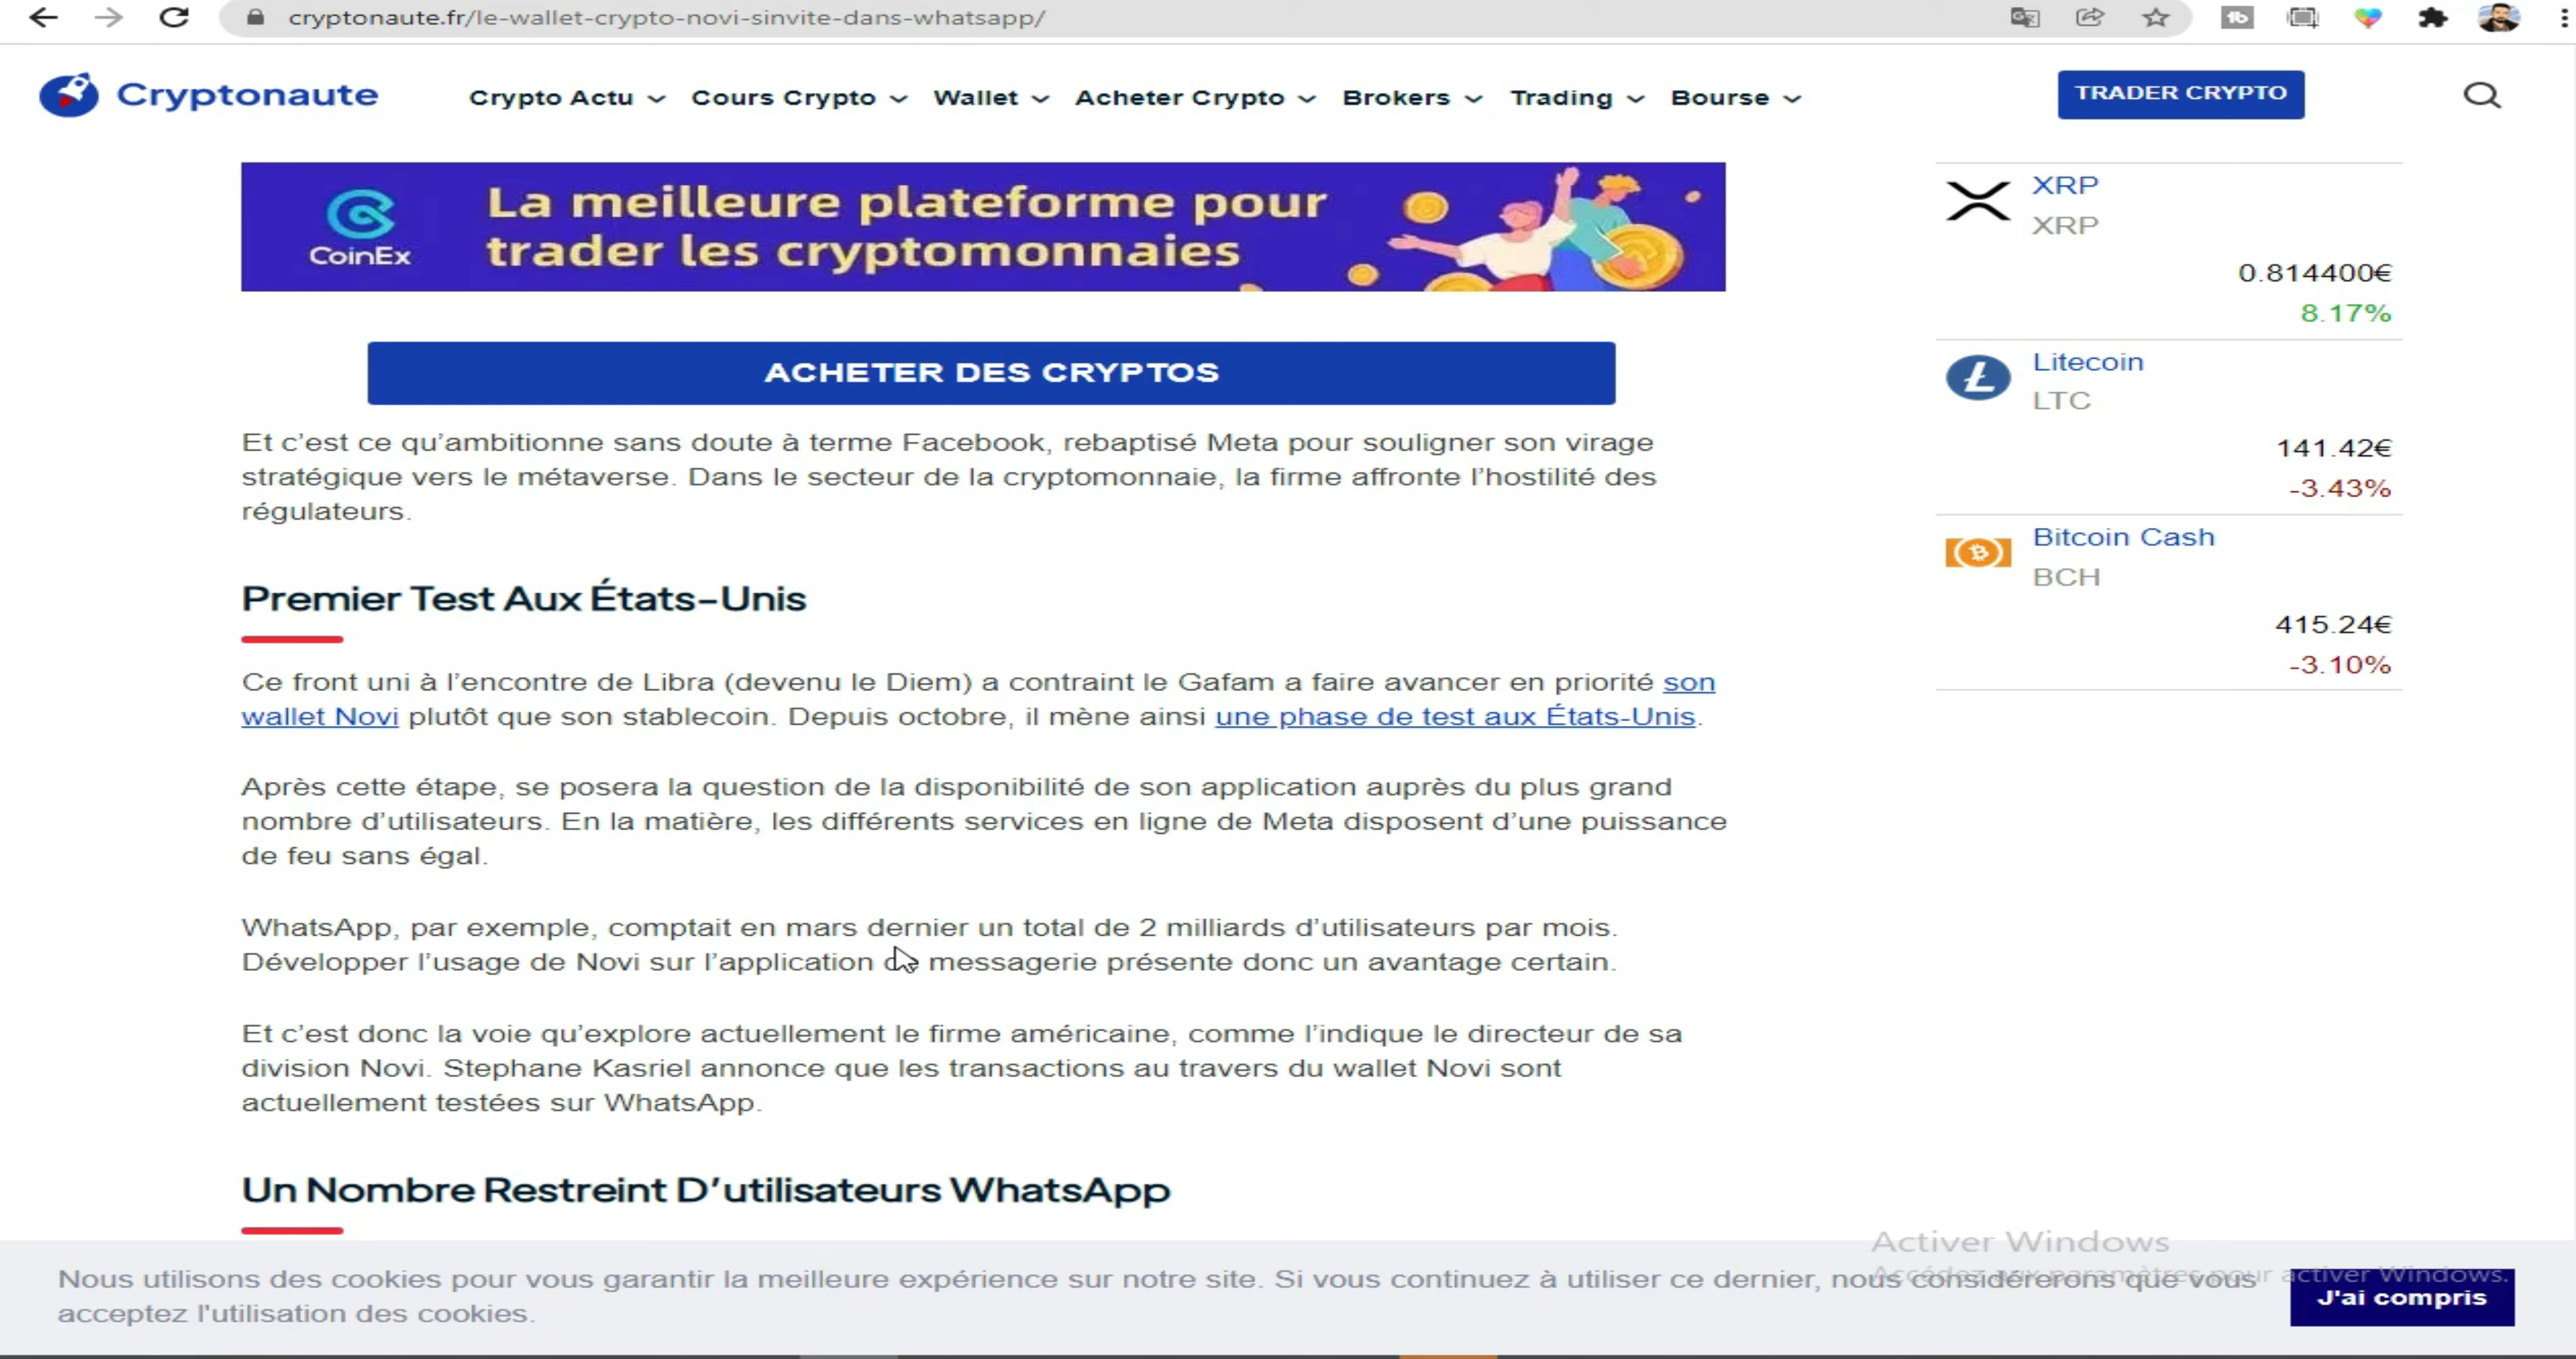 cryptonaute.fr/le-wallet-crypto-novi-sinvite-dans-whatsapp/
Cryptonaute
Crypto Actu
Cours Crypto
Wallet
Acheter Crypto
Brokers
Trading
Bourse
TRADER CRYPTO
CoinEx
La meilleure plateforme pour
trader les cryptomonnaies
ACHETER DES CRYPTOS
Et c'est ce qu'ambitionne sans doute à terme Facebook, rebaptisé Meta pour souligner son virage
stratégique vers le métaverse. Dans le secteur de la cryptomonnaie, la firme affronte l'hostilité des
régulateurs.
Premier Test Aux États-Unis
Ce front uni à l'encontre de Libra (devenu le Diem) a contraint le Gafam a faire avancer en priorité son
wallet Novi plutôt que son stablecoin. Depuis octobre, il mène ainsi une phase de test aux États-Unis.
Après cette étape, se posera la question de la disponibilité de son application auprès du plus grand
nombre d'utilisateurs. En la matière, les différents services en ligne de Meta disposent d'une puissance
de feu sans égal.
WhatsApp, par exemple, comptait en mars dernier un total de 2 milliards d'utilisateurs par mois.
Développer l'usage de Novi sur l'application de messagerie présente donc un avantage certain.
Et c'est donc la voie qu'explore actuellement le firme américaine, comme l'indique le directeur de sa
division Novi. Stephane Kasriel annonce que les transactions au travers du wallet Novi sont
actuellement testées sur WhatsApp.
Un Nombre Restreint D'utilisateurs WhatsApp
XRP
XRP
0.814400€
8.17%
Litecoin
LTC
141.42€
-3.43%
Bitcoin Cash
BCH
415.24€
-3.10%
Activer Windows
Accédez aux paramètres pour activer Windows.
Nous utilisons des cookies pour vous garantir la meilleure expérience sur notre site. Si vous continuez à utiliser ce dernier, nous considérerons que vous
acceptez l'utilisation des cookies.
J'ai compris